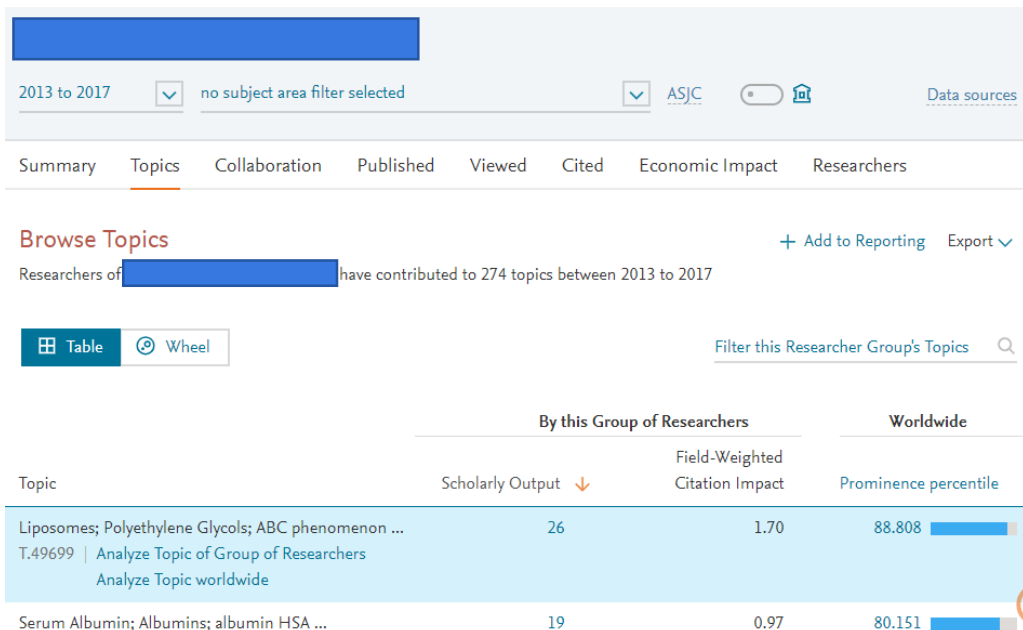 2013 to 2017 no subject area filter selected ASJC Data sources
Summary Topics Collaboration Published Viewed Cited Economic Impact Researchers
Browse Topics + Add to Reporting Export
Researchers of have contributed to 274 topics between 2013 to 2017
Table Wheel Filter this Researcher Group's Topics
By this Group of Researchers Worldwide
Field-Weighted
Topic Scholarly Output Citation Impact Prominence percentile
Liposomes; Polyethylene Glycols; ABC phenomenon ... 26 1.70 88.808
T.49699 | Analyze Topic of Group of Researchers
Analyze Topic worldwide
Serum Albumin; Albumins; albumin HSA ... 19 0.97 80.151